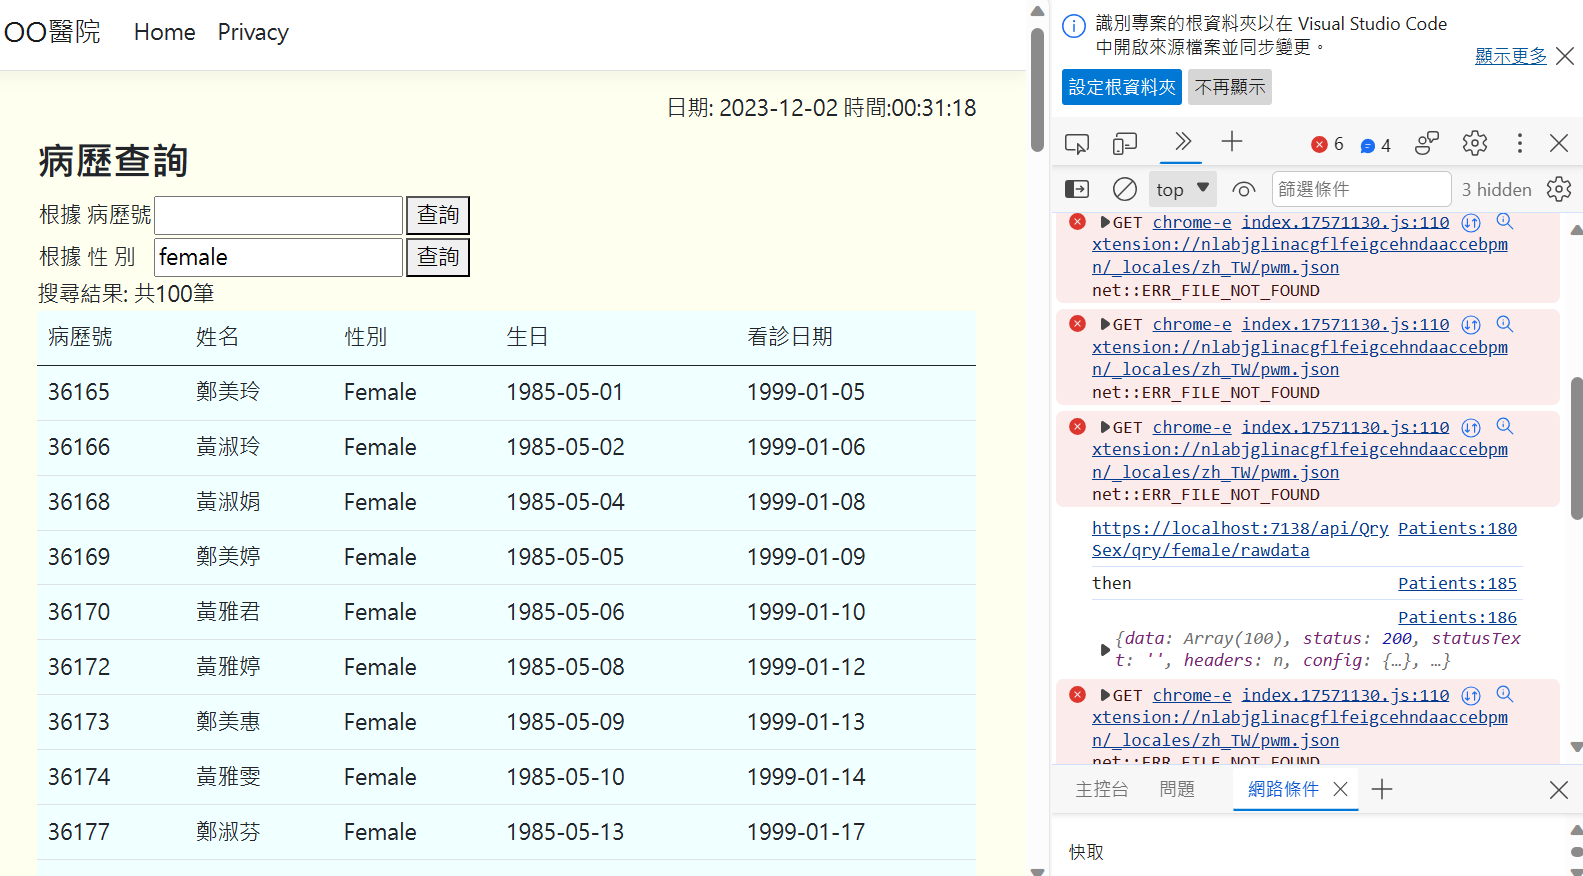 OO醫院 Home Privacy
日期: 2023-12-02 時間:00:31:18
病歷查詢
根據 病歷號 查詢
根據 性 別 female 查詢
搜尋結果: 共100筆
病歷號 姓名 性別 生日 看診日期
36165 鄭美玲 Female 1985-05-01 1999-01-05
36166 黃淑玲 Female 1985-05-02 1999-01-06
36168 黃淑娟 Female 1985-05-04 1999-01-08
36169 鄭美婷 Female 1985-05-05 1999-01-09
36170 黃雅君 Female 1985-05-06 1999-01-10
36172 黃雅婷 Female 1985-05-08 1999-01-12
36173 鄭美惠 Female 1985-05-09 1999-01-13
36174 黃雅雯 Female 1985-05-10 1999-01-14
36177 鄭淑芬 Female 1985-05-13 1999-01-17
識別專案的根資料夾以在 Visual Studio Code
中開啟來源檔案並同步變更。
顯示更多
設定根資料夾 不再顯示
6 4
top 篩選條件 3 hidden
GET chrome-e index.17571130.js:110
xtension://nlabjglinacgflfeigcehndaaccebpm
n/_locales/zh_TW/pwm.json
net::ERR_FILE_NOT_FOUND
GET chrome-e index.17571130.js:110
xtension://nlabjglinacgflfeigcehndaaccebpm
n/_locales/zh_TW/pwm.json
net::ERR_FILE_NOT_FOUND
GET chrome-e index.17571130.js:110
xtension://nlabjglinacgflfeigcehndaaccebpm
n/_locales/zh_TW/pwm.json
net::ERR_FILE_NOT_FOUND
https://localhost:7138/api/Qry Patients:180
Sex/qry/female/rawdata
then Patients:185
Patients:186
{data: Array(100), status: 200, statusTex
t: '', headers: n, config: {…}, …}
GET chrome-e index.17571130.js:110
xtension://nlabjglinacgflfeigcehndaaccebpm
n/_locales/zh_TW/pwm.json
net::ERR_FILE_NOT_FOUND
主控台 問題 網路條件
快取